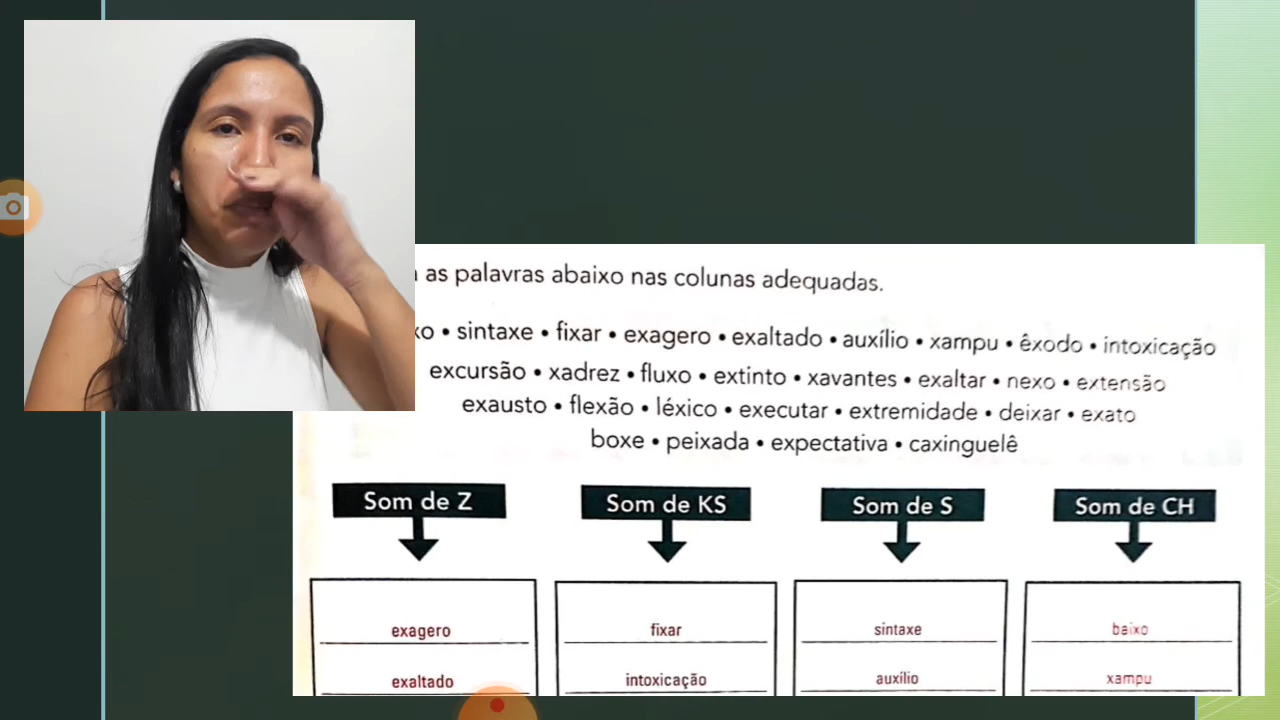 as palavras abaixo nas colunas adequadas.
xo • sintaxe • fixar • exagero • exaltado • auxílio • xampu • êxodo • intoxicação
excursão • xadrez • fluxo • extinto • xavantes • exaltar • nexo • extensão
exausto • flexão • léxico • executar • extremidade • deixar • exato
boxe • peixada • expectativa • caxinguelê
Som de Z Som de KS Som de S Som de CH
exagero fixar sintaxe baixo
exaltado intoxicação auxílio xampu